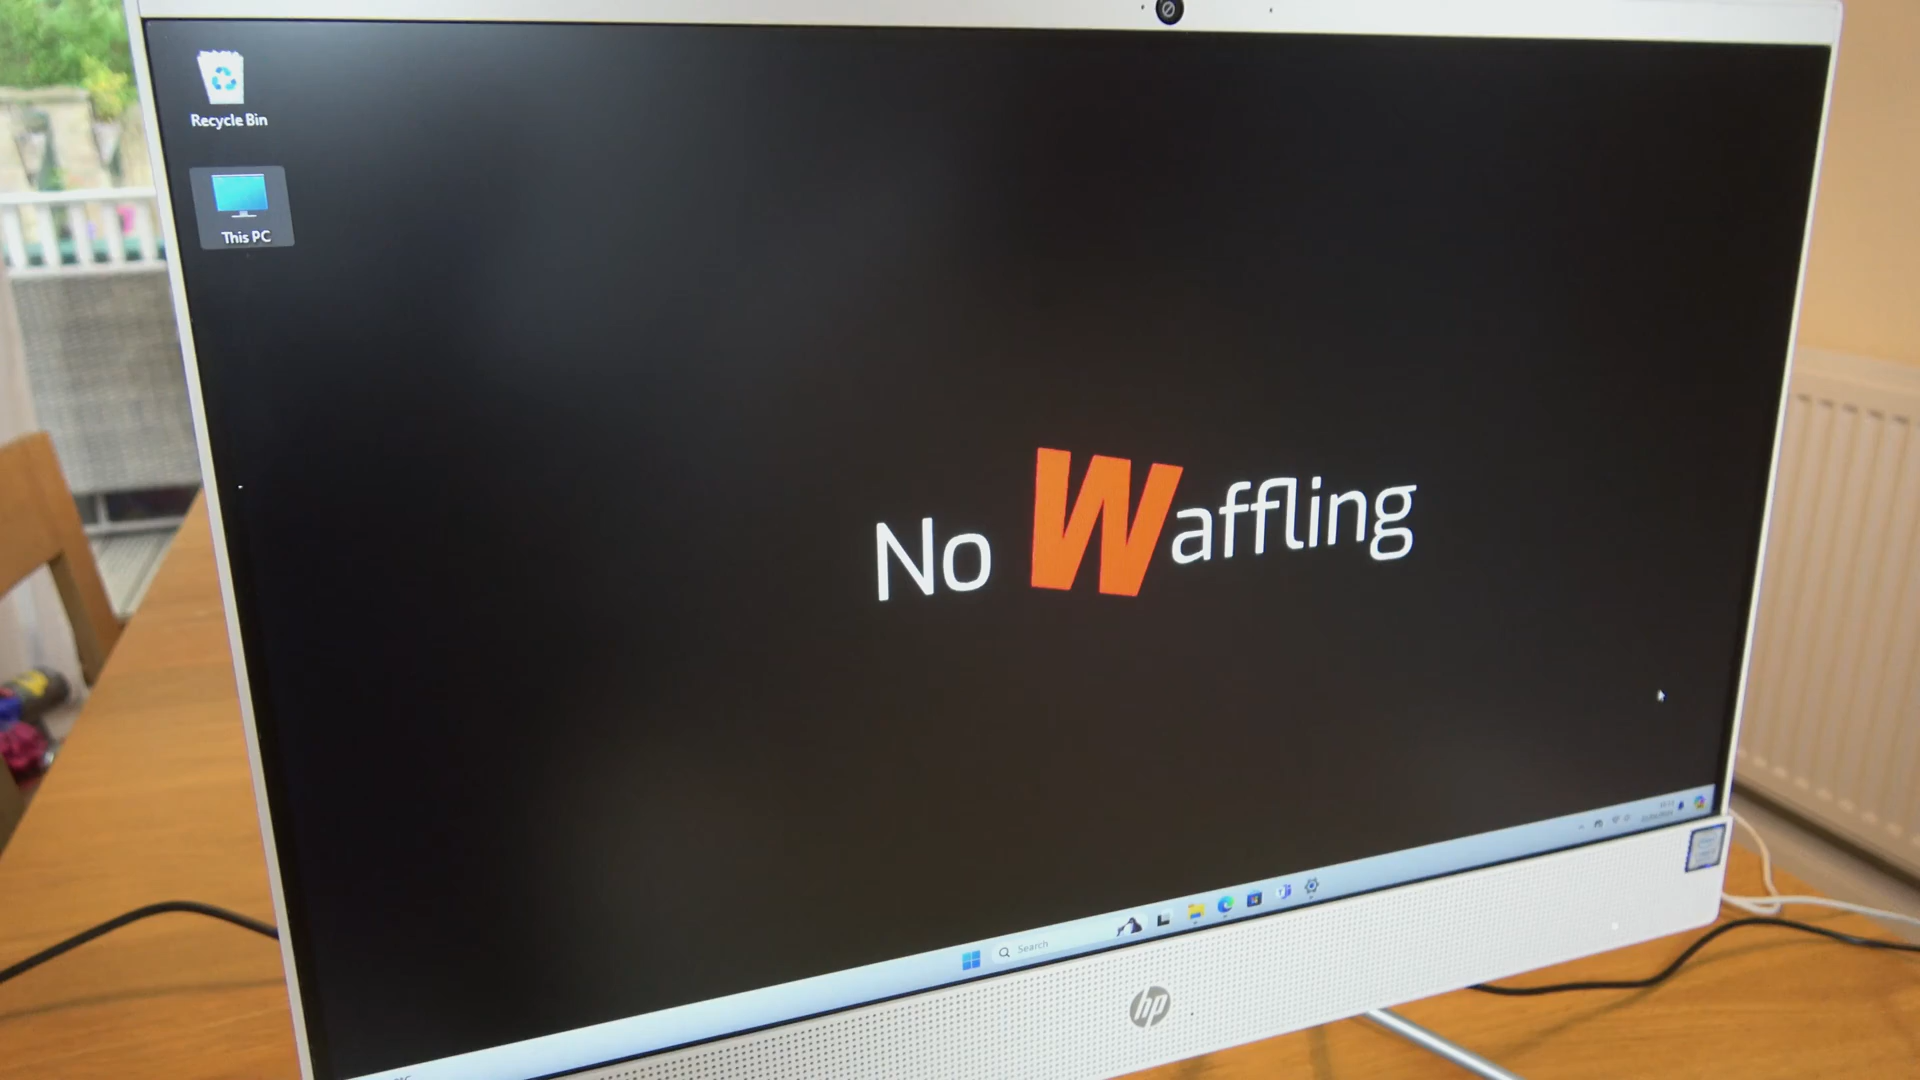 Recycle Bin
This PC
No Waffling
Search
hp